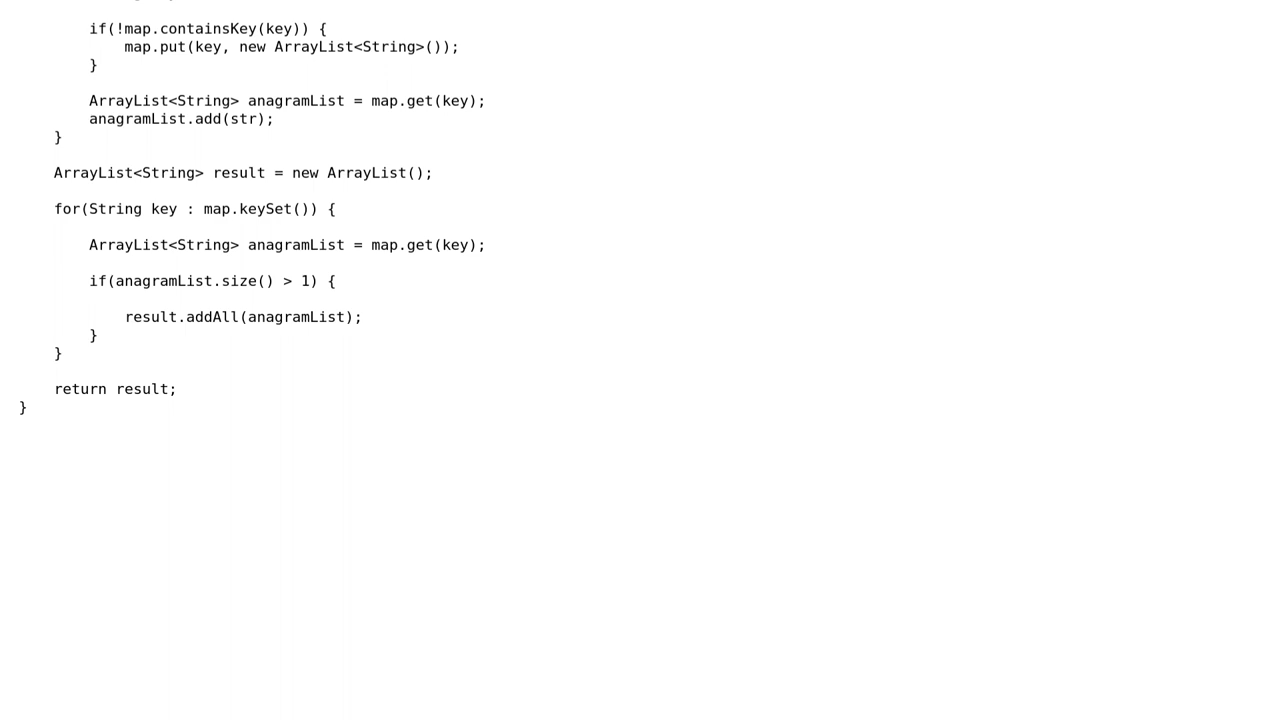 if(!map.containsKey(key)) {
map.put(key, new ArrayList<String>());
}
ArrayList<String> anagramList = map.get(key);
anagramList.add(str);
}
ArrayList<String> result = new ArrayList();
for(String key : map.keySet()) {
ArrayList<String> anagramList = map.get(key);
if(anagramList.size() > 1) {
result.addAll(anagramList);
}
}
return result;
}